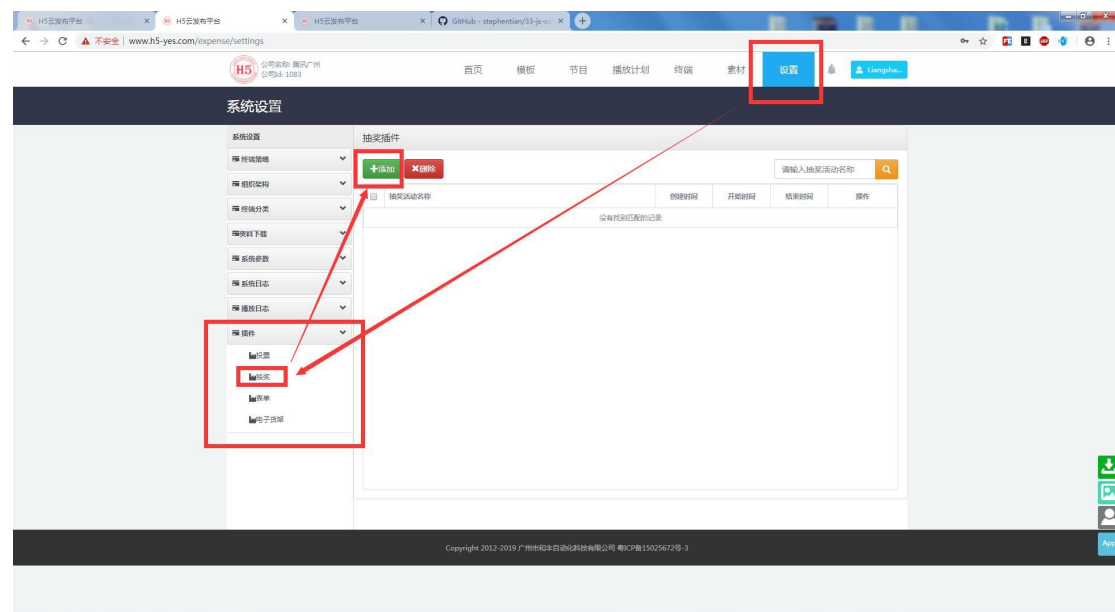 H5云发布平台
H5云发布平台
H5云发布平台
GitHub - stephentian/33-js-co
不安全 | www.h5-yes.com/expense/settings
H5
公司名称: 腾讯广州
公司Id: 1083
首页 模板 节目 播放计划 终端 素材 设置 Liangsha...
系统设置
系统设置
终端策略
组织架构
终端分类
资料下载
系统参数
系统日志
播放日志
插件
投票
抽奖
表单
电子货架
抽奖插件
+添加 ✖删除 请输入抽奖活动名称
抽奖活动名称 创建时间 开始时间 结束时间 操作
没有找到匹配的记录
App
Copyright 2012-2019 广州市和丰自动化科技有限公司 粤ICP备15025672号-3